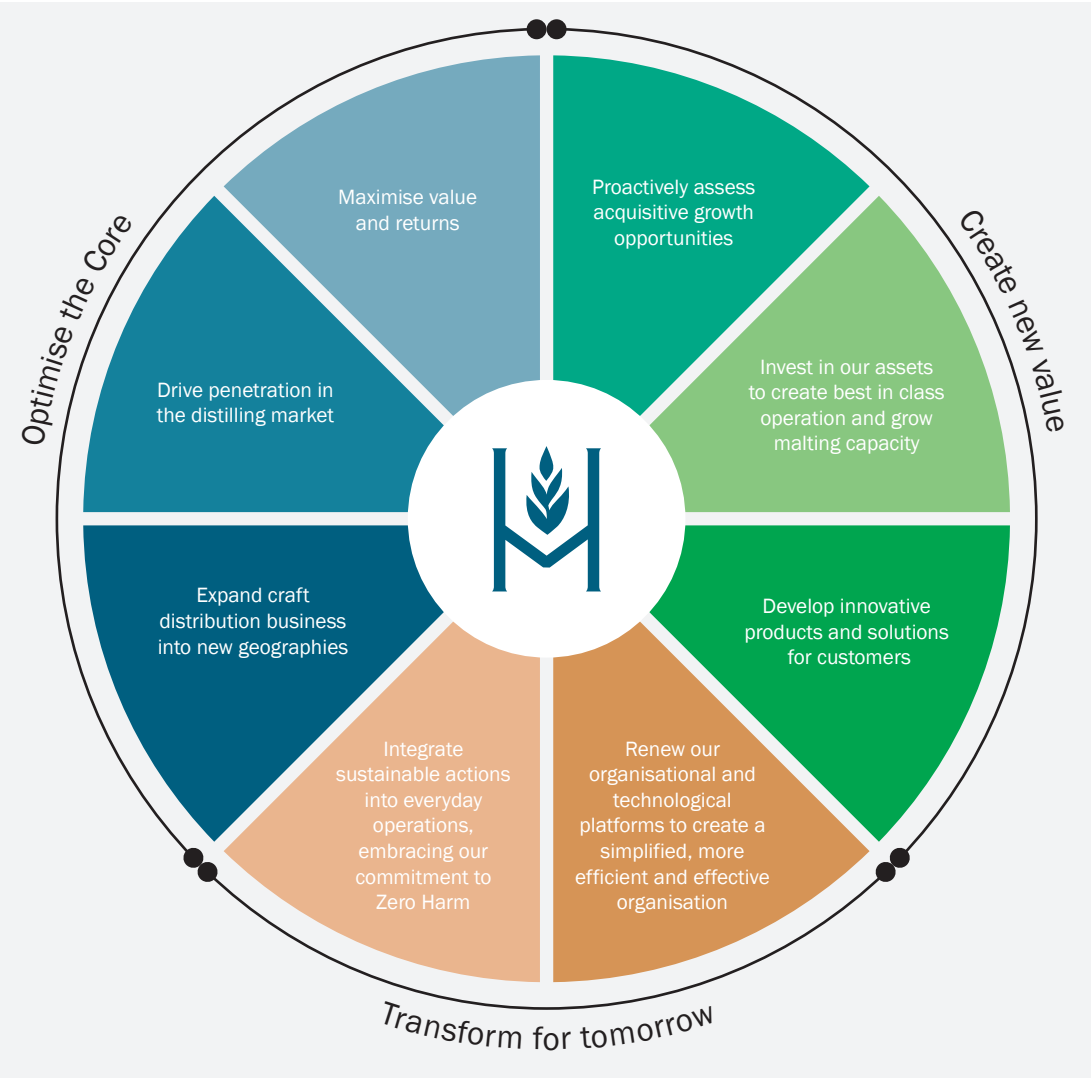 Optimise the Core
Maximise value
and returns
Drive penetration in
the distilling market
Expand craft
distribution business
into new geographies
Create new value
Proactively assess
acquisitive growth
opportunities
Invest in our assets
to create best in class
operation and grow
malting capacity
Develop innovative
products and solutions
for customers
Transform for tomorrow
Integrate
sustainable actions
into everyday
operations,
embracing our
commitment to
Zero Harm
Renew our
organisational and
technological
platforms to create a
simplified, more
efficient and effective
organisation